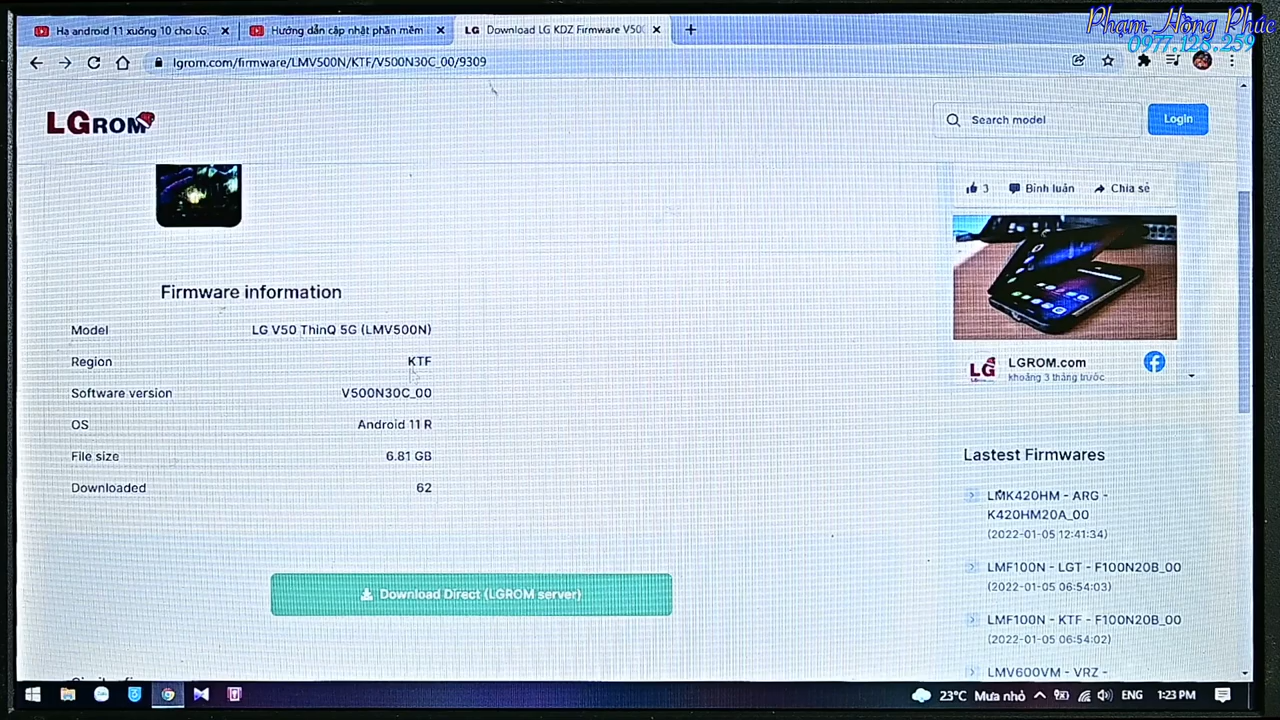 Phạm-Hồng Phúc
0977.128.259
Hạ android 11 xuống 10 cho LG.
Hướng dẫn cập nhật phần mềm
LG Download LG KDZ Firmware V500
lgrom.com/firmware/LMV500N/KTF/V500N30C_00/9309
LGROM
Search model
Login
3 Bình luận Chia sẻ
Firmware information
Model LG V50 ThinQ 5G (LMV500N)
Region KTF
Software version V500N30C_00
OS Android 11 R
File size 6.81 GB
Downloaded 62
Download Direct (LGROM server)
LG
LGROM.com
khoảng 3 tháng trước
Lastest Firmwares
LMK420HM - ARG -
K420HM20A_00
(2022-01-05 12:41:34)
LMF100N - LGT - F100N20B_00
(2022-01-05 06:54:03)
LMF100N - KTF - F100N20B_00
(2022-01-05 06:54:02)
LMV600VM - VRZ -
23°C Mưa nhỏ ENG 1:23 PM